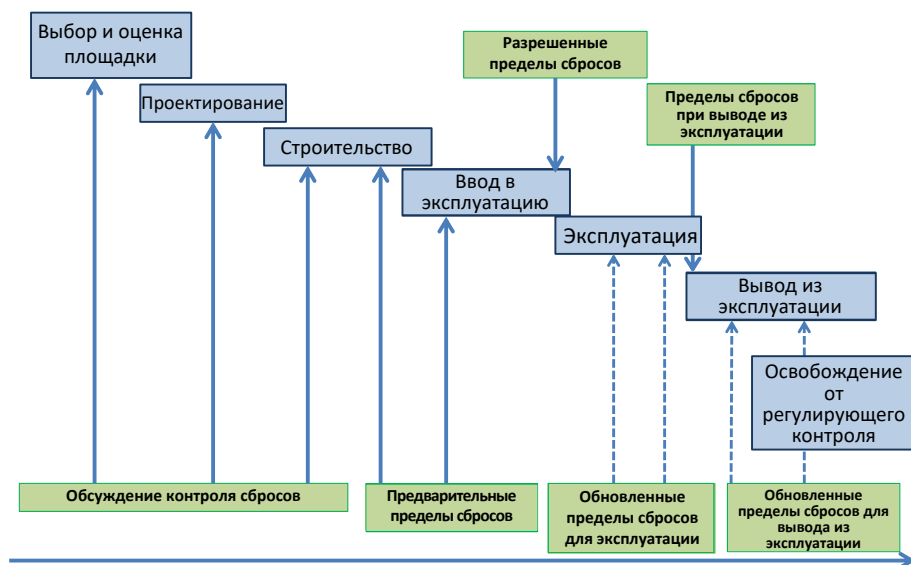 Выбор и оценка
площадки
Разрешенные
пределы сбросов
Проектирование
Пределы сбросов
при выводе из
эксплуатации
Строительство
Ввод в
эксплуатацию
Эксплуатация
Вывод из
эксплуатации
Освобождение
от
регулирующего
контроля
Обсуждение контроля сбросов
Предварительные
пределы сбросов
Обновленные
пределы сбросов
для эксплуатации
Обновленные
пределы сбросов для
вывода из
эксплуатации